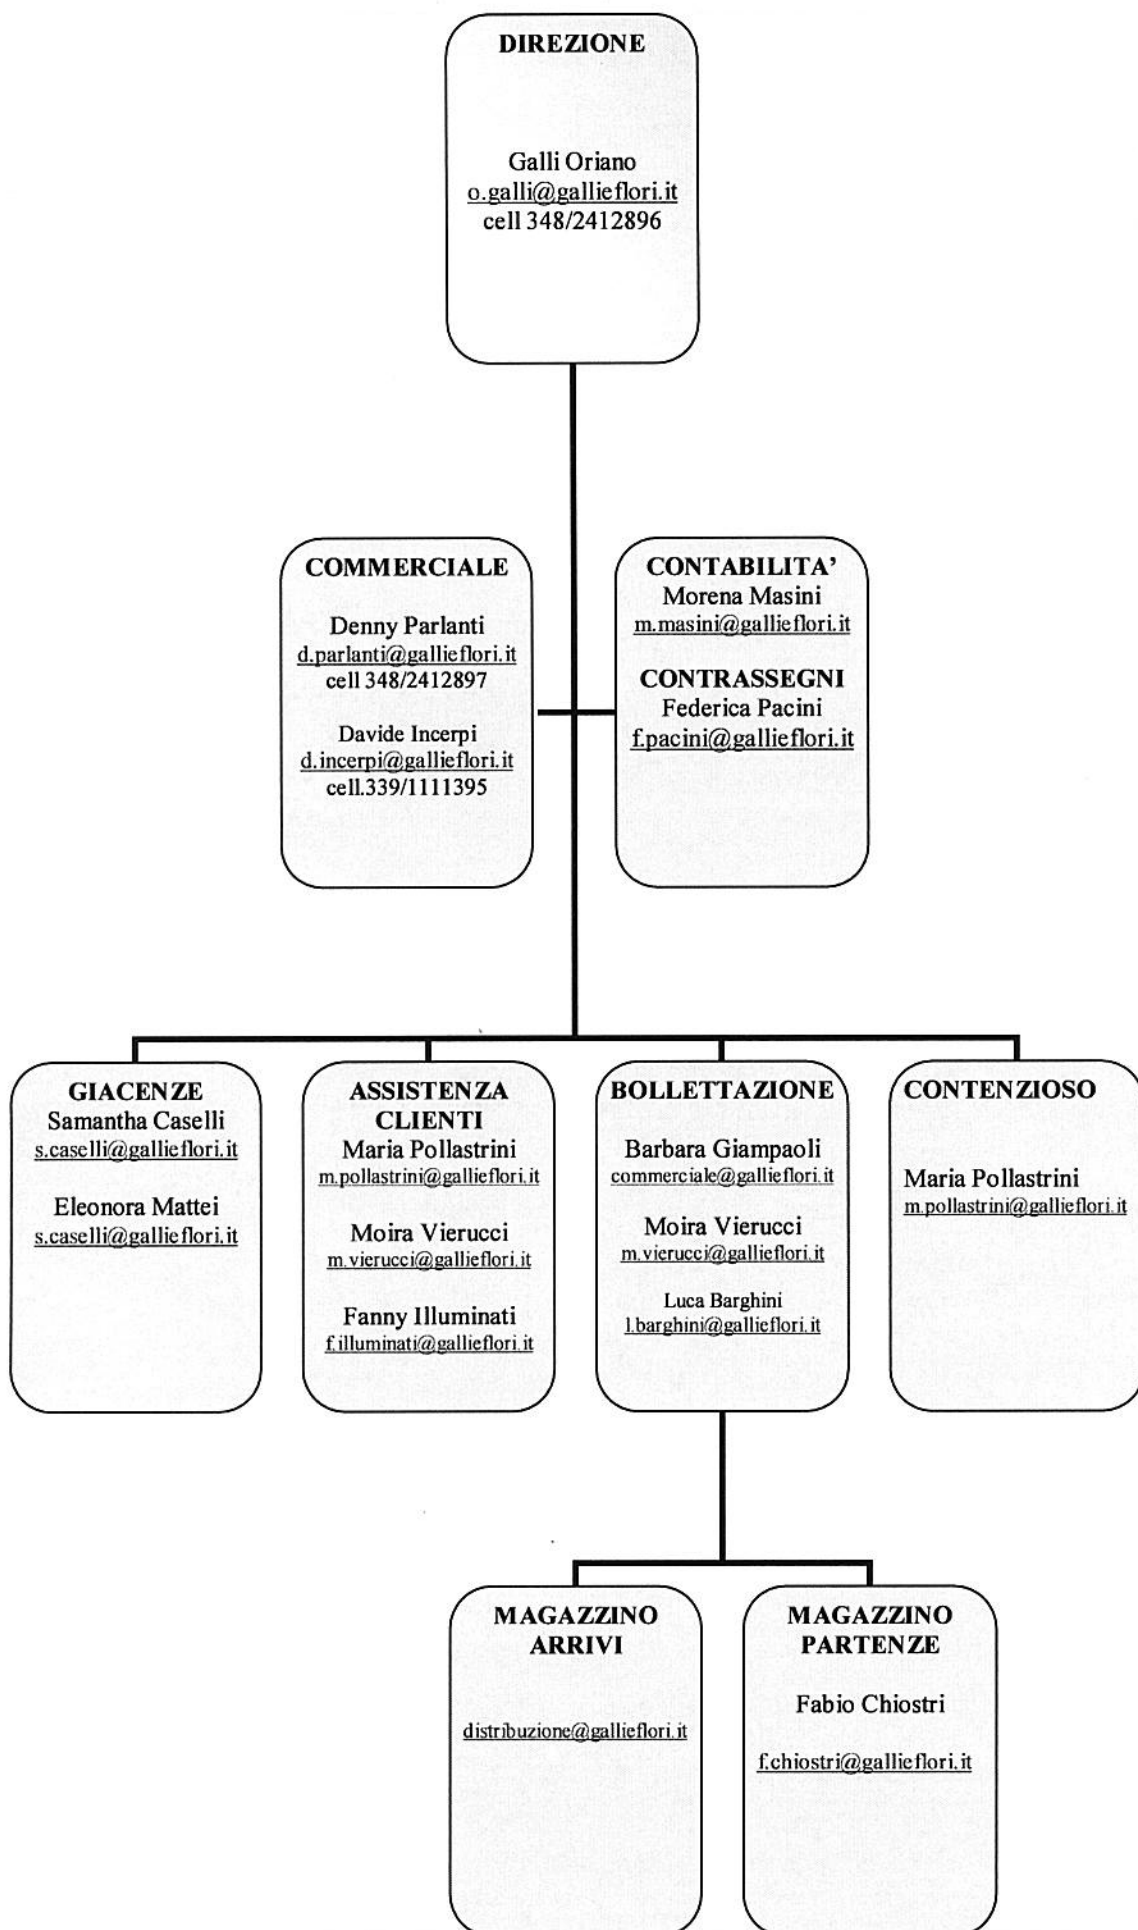 DIREZIONE
Galli Oriano
o.galli@gallieflori.it
cell 348/2412896
COMMERCIALE
Denny Parlanti
d.parlanti@gallieflori.it
cell 348/2412897
Davide Incerpi
d.incerpi@gallieflori.it
cell.339/1111395
CONTABILITA’
Morena Masini
m.masini@gallieflori.it
CONTRASSEGNI
Federica Pacini
f.pacini@gallieflori.it
GIACENZE
Samantha Caselli
s.caselli@gallieflori.it
Eleonora Mattei
s.caselli@gallieflori.it
ASSISTENZA
CLIENTI
Maria Pollastrini
m.pollastrini@gallieflori.it
Moira Vierucci
m.vierucci@gallieflori.it
Fanny Illuminati
f.illuminati@gallieflori.it
BOLLETTAZIONE
Barbara Giampaoli
commerciale@gallieflori.it
Moira Vierucci
m.vierucci@gallieflori.it
Luca Barghini
l.barghini@gallieflori.it
CONTENZIOSO
Maria Pollastrini
m.pollastrini@gallieflori.it
MAGAZZINO
ARRIVI
distribuzione@gallieflori.it
MAGAZZINO
PARTENZE
Fabio Chiostri
f.chiostri@gallieflori.it